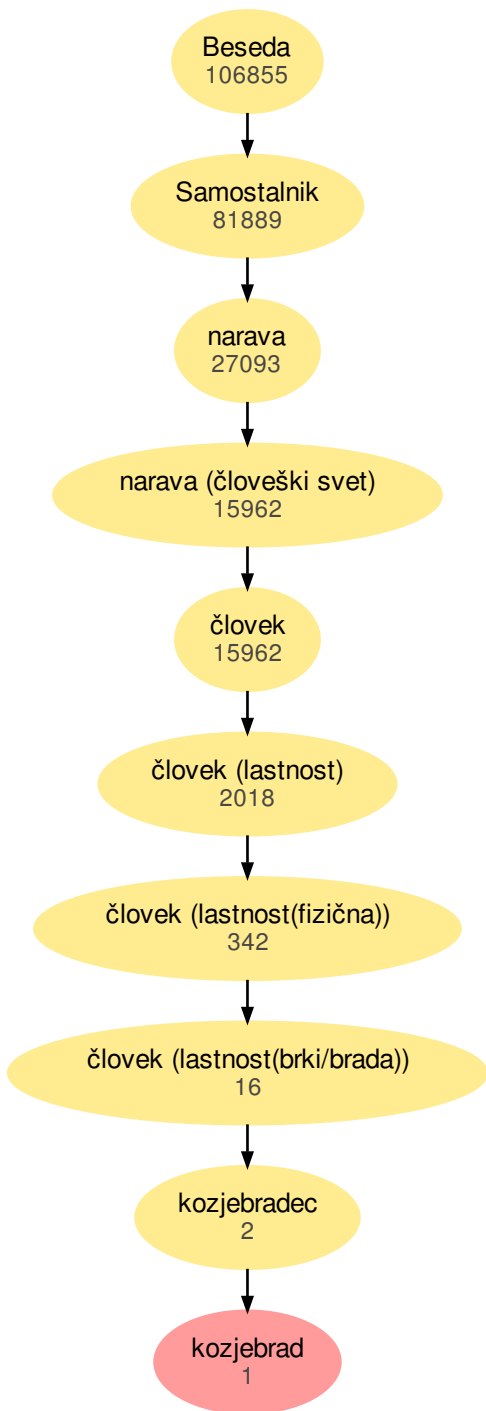 Beseda
106855
Samostalnik
81889
narava
27093
narava (človeški svet)
15962
človek
15962
človek (lastnost)
2018
človek (lastnost(fizična))
342
človek (lastnost(brki/brada))
16
kozjebradec
2
kozjebrad
1